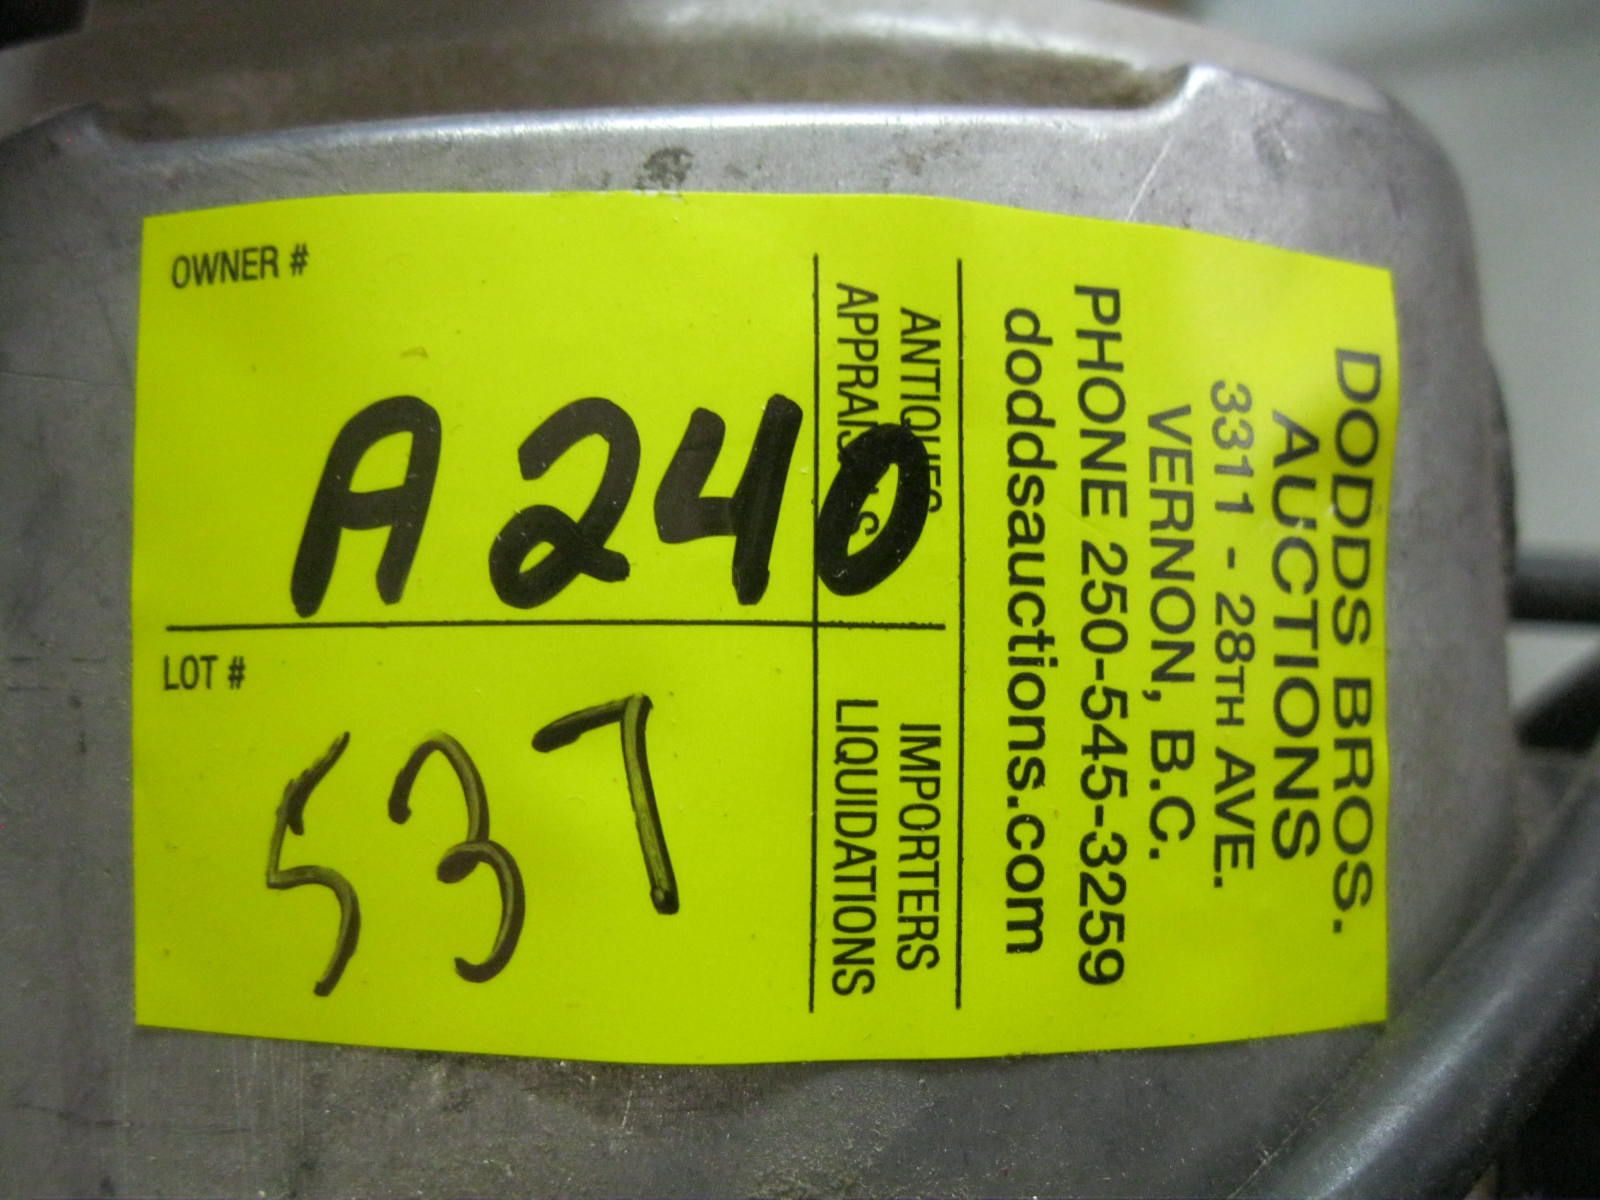 DODDS BROS.
AUCTIONS
3311 - 28TH AVE.
VERNON, B.C.
PHONE 250-545-3259
doddsauctions.com
ANTIQUES IMPORTERS
APPRAISALS LIQUIDATIONS
OWNER #
A240
LOT #
537